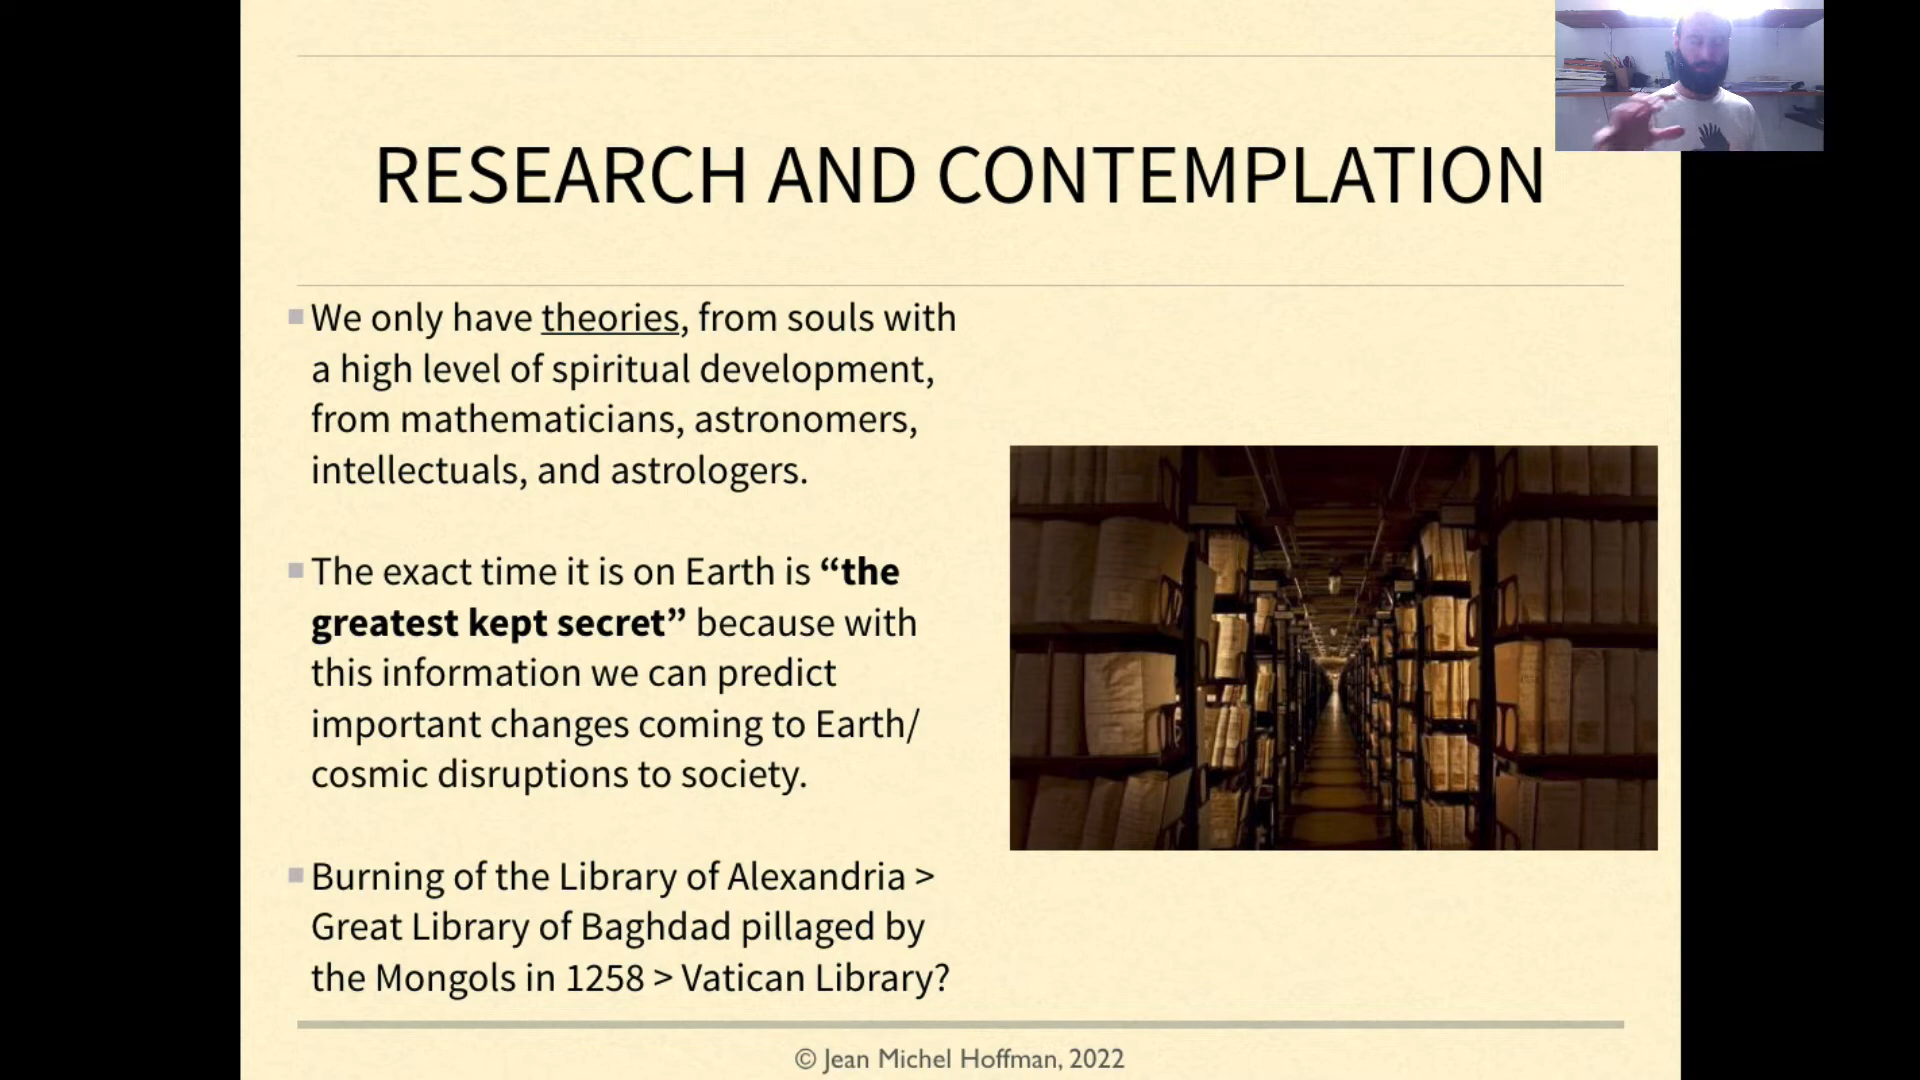 RESEARCH AND CONTEMPLATION
We only have theories, from souls with
a high level of spiritual development,
from mathematicians, astronomers,
intellectuals, and astrologers.
The exact time it is on Earth is “the
greatest kept secret” because with
this information we can predict
important changes coming to Earth/
cosmic disruptions to society.
Burning of the Library of Alexandria >
Great Library of Baghdad pillaged by
the Mongols in 1258 > Vatican Library?
© Jean Michel Hoffman, 2022